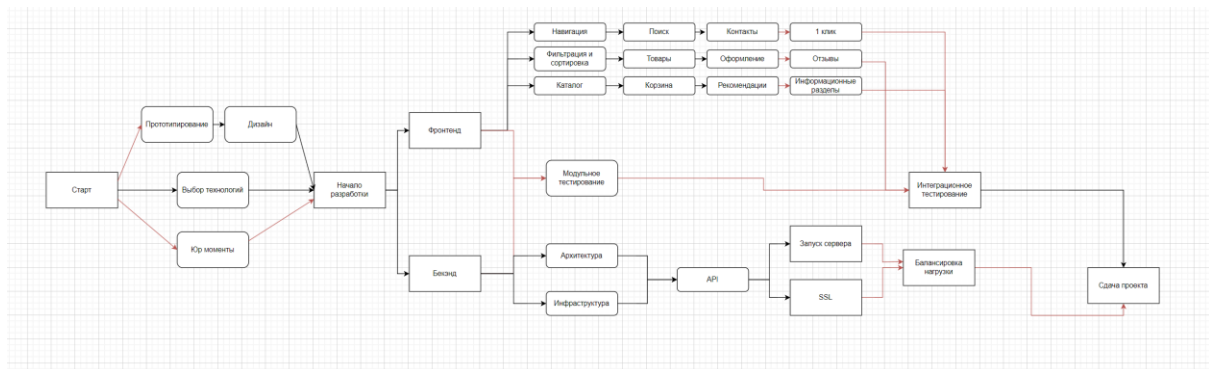 Навигация
Поиск
Контакты
1 клик
Фильтрация и
сортировка
Товары
Оформление
Отзывы
Каталог
Корзина
Рекомендации
Информационные
разделы
Прототипирование
Дизайн
Фронтенд
Старт
Выбор технологий
Начало
разработки
Модульное
тестирование
Интеграционное
тестирование
Юр моменты
Бекэнд
Архитектура
Инфраструктура
API
Запуск сервера
SSL
Балансировка
нагрузки
Сдача проекта